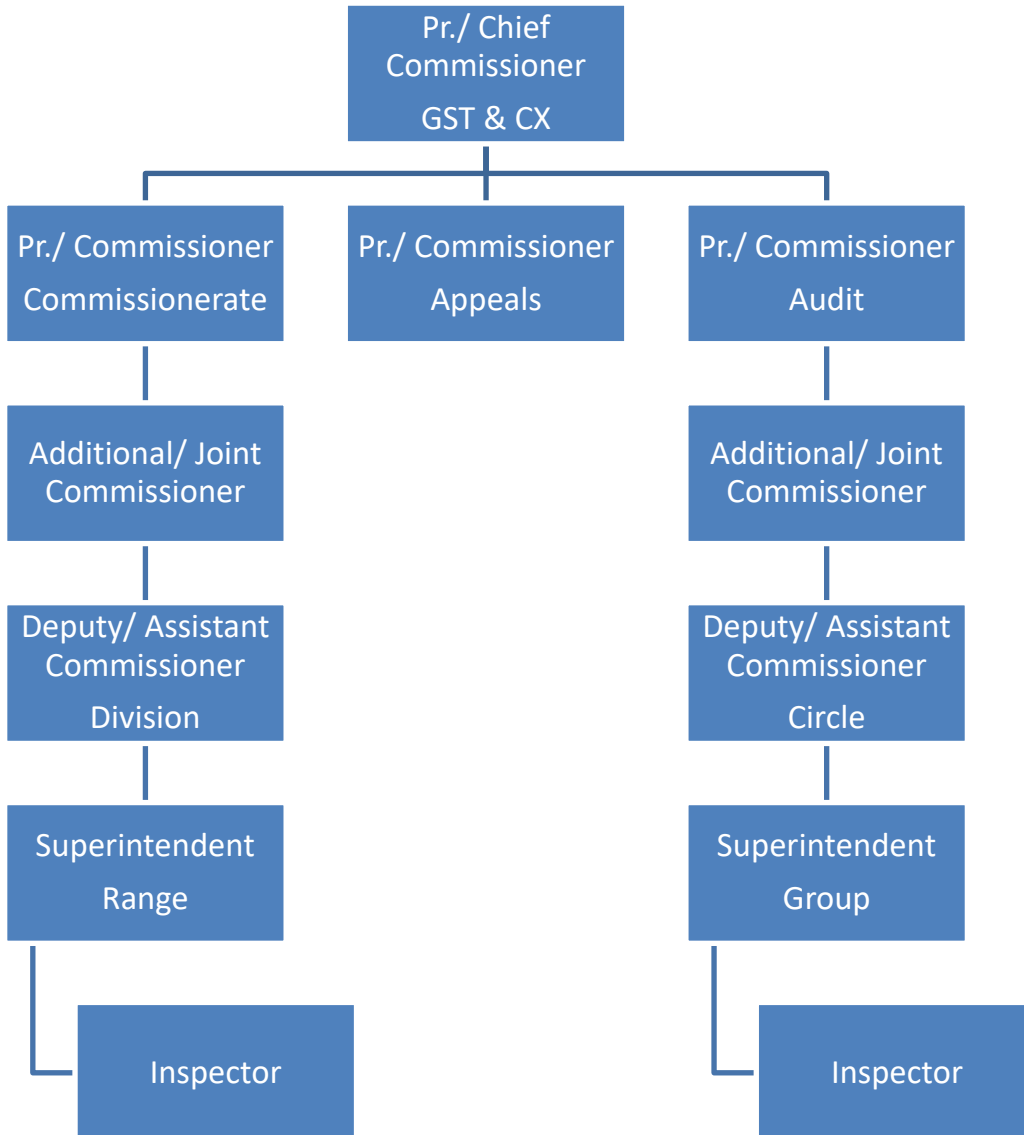 Pr./ Chief
Commissioner
GST & CX
Pr./ Commissioner
Commissionerate
Pr./ Commissioner
Appeals
Pr./ Commissioner
Audit
Additional/ Joint
Commissioner
Additional/ Joint
Commissioner
Deputy/ Assistant
Commissioner
Division
Deputy/ Assistant
Commissioner
Circle
Superintendent
Range
Superintendent
Group
Inspector
Inspector